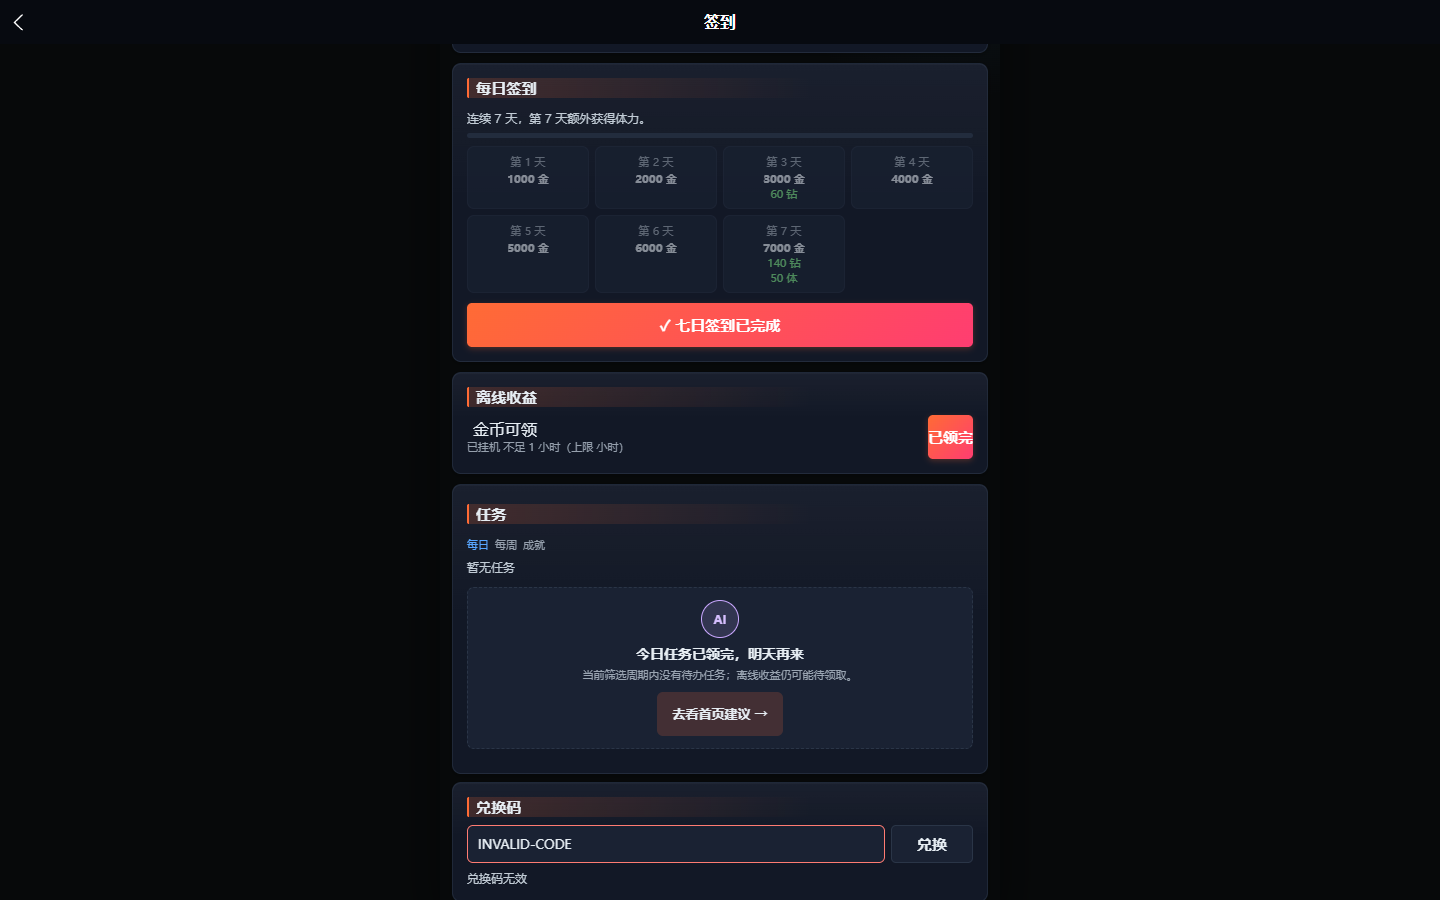 签到
每日签到
连续 7 天，第 7 天额外获得体力。
第 1 天
1000 金
第 2 天
2000 金
第 3 天
3000 金
60 钻
第 4 天
4000 金
第 5 天
5000 金
第 6 天
6000 金
第 7 天
7000 金
140 钻
50 体
✓ 七日签到已完成
离线收益
金币可领
已挂机 不足 1 小时（上限 小时）
已领完
任务
每日 每周 成就
暂无任务
AI
今日任务已领完，明天再来
当前筛选周期内没有待办任务；离线收益仍可能待领取。
去看首页建议 →
兑换码
INVALID-CODE
兑换
兑换码无效